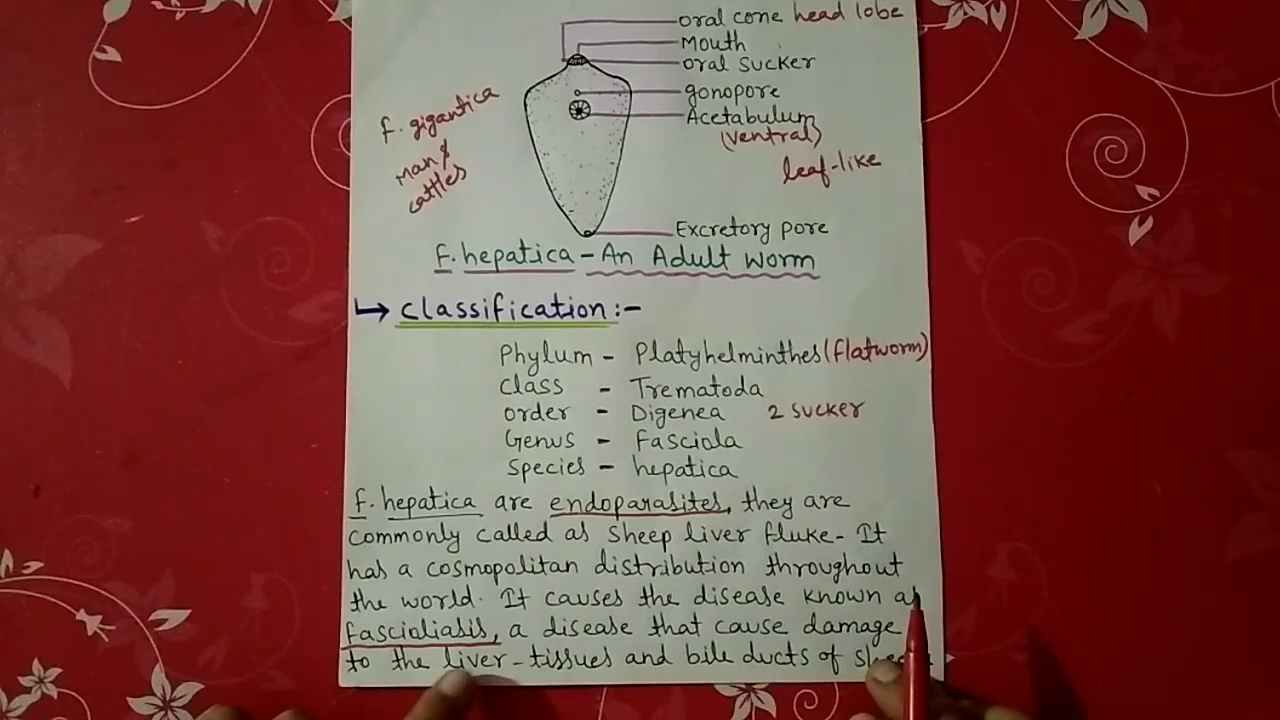 oral cone head lobe
Mouth
oral sucker
gonopore
Acetabulum
(ventral)
leaf-like
f. gigantica
Man &
cattles
Excretory pore
F. hepatica - An Adult worm
↳ Classification :-
Phylum - Platyhelminthes (flatworm)
Class - Trematoda
Order - Digenea 2 sucker
Genus - Fasciola
Species - hepatica
F. hepatica are endoparasites, they are
commonly called as sheep liver fluke - It
has a cosmopolitan distribution throughout
the world. It causes the disease known as
fascioliasis, a disease that cause damage
to the liver-tissues and bile ducts of